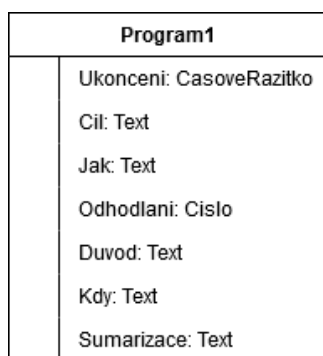 Program1
Ukonceni: CasoveRazitko
Cil: Text
Jak: Text
Odhodlani: Cislo
Duvod: Text
Kdy: Text
Sumarizace: Text